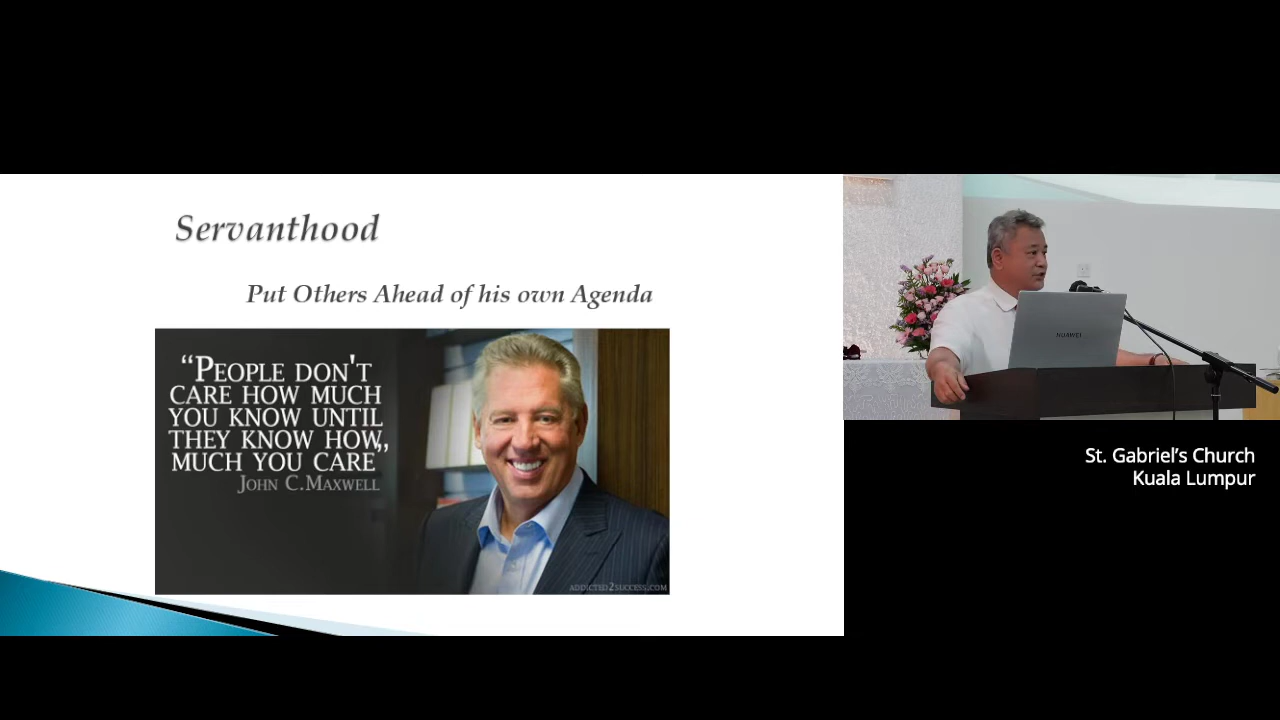 Servanthood
Put Others Ahead of his own Agenda
“PEOPLE DON'T
CARE HOW MUCH
YOU KNOW UNTIL
THEY KNOW HOW
MUCH YOU CARE”
JOHN C.MAXWELL
ADDICTED2SUCCESS.COM
HUAWEI
St. Gabriel’s Church
Kuala Lumpur